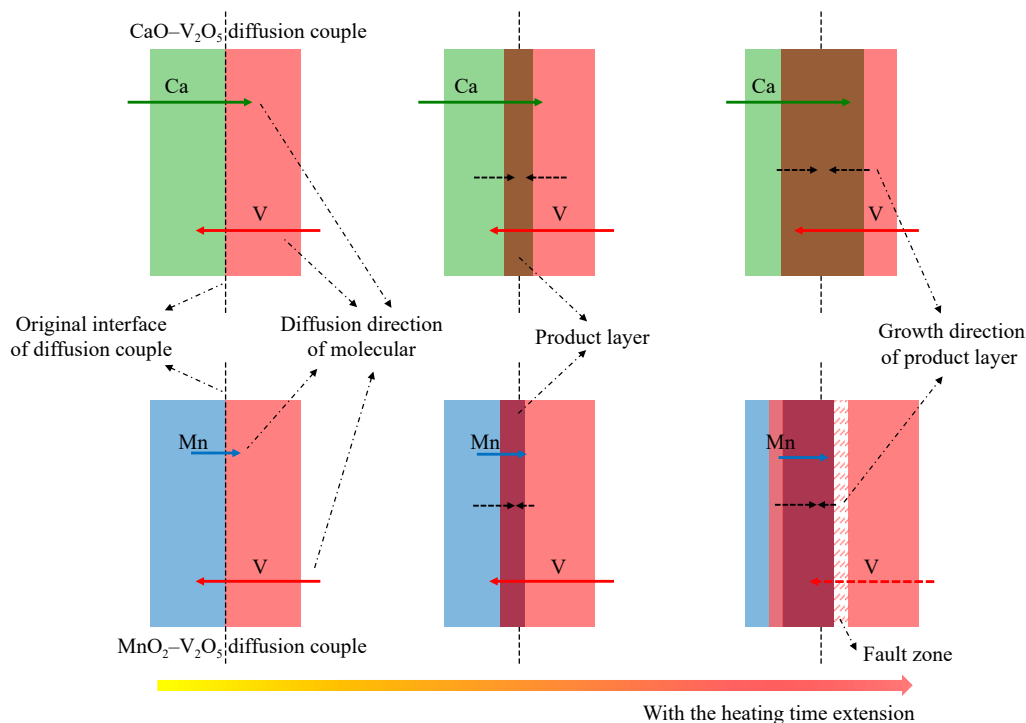 CaO–V₂O₅ diffusion couple
Ca
Ca
Ca
V
V
V
Original interface
of diffusion couple
Diffusion direction
of molecular
Product layer
Growth direction
of product layer
Mn
Mn
Mn
V
V
V
MnO₂–V₂O₅ diffusion couple
Fault zone
With the heating time extension